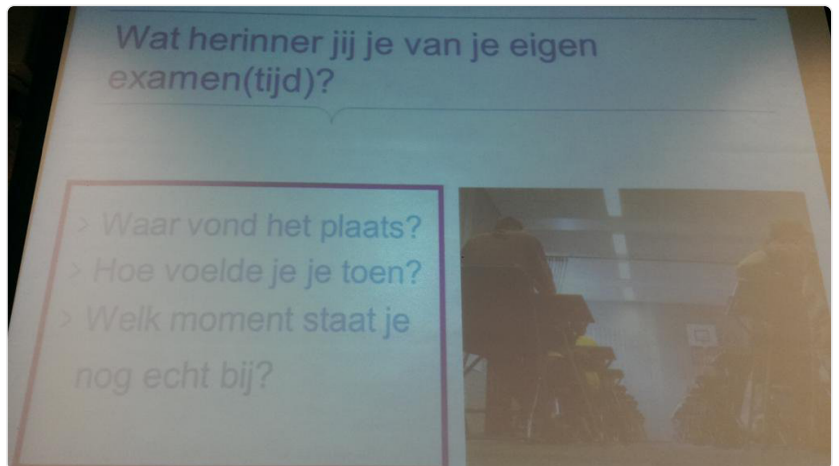 Wat herinner jij je van je eigen
examen(tijd)?
> Waar vond het plaats?
> Hoe voelde je je toen?
> Welk moment staat je
nog echt bij?